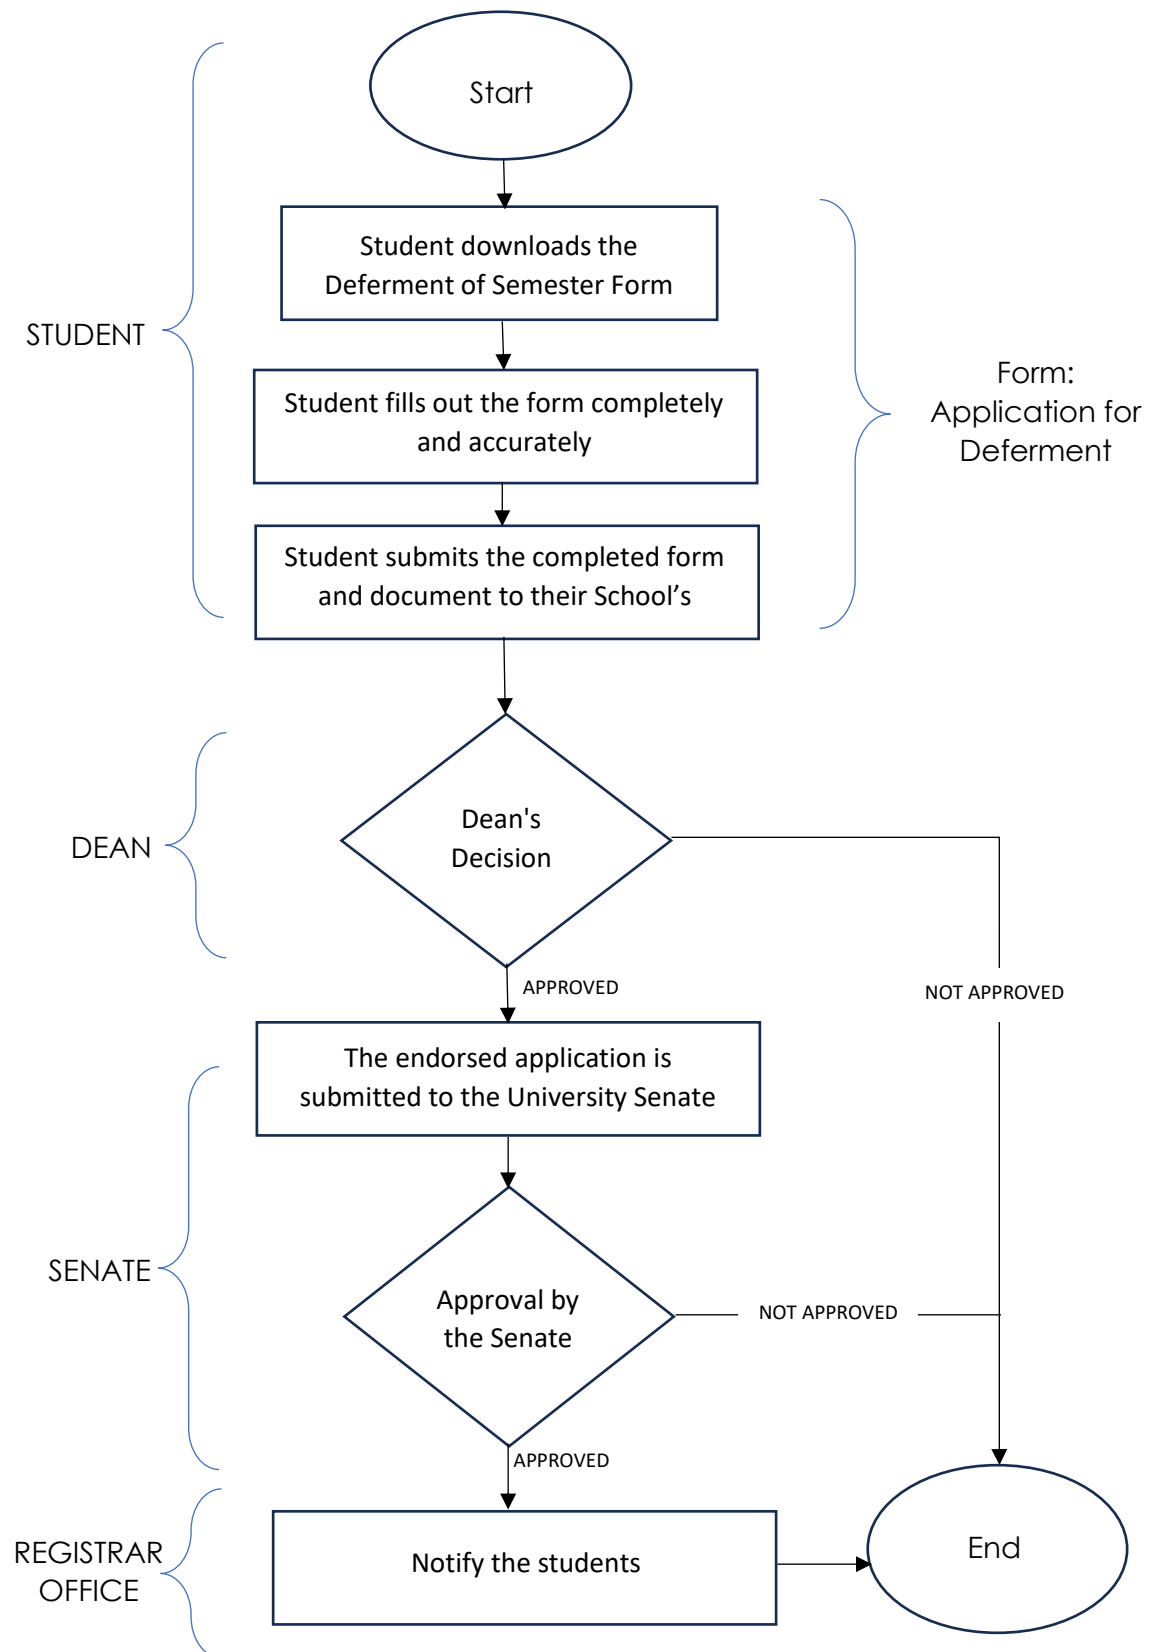 Start
Student downloads the
Deferment of Semester Form
STUDENT
Student fills out the form completely
and accurately
Form:
Application for
Deferment
Student submits the completed form
and document to their School’s
DEAN
Dean's
Decision
APPROVED
NOT APPROVED
The endorsed application is
submitted to the University Senate
SENATE
Approval by
the Senate
NOT APPROVED
APPROVED
REGISTRAR
OFFICE
Notify the students
End